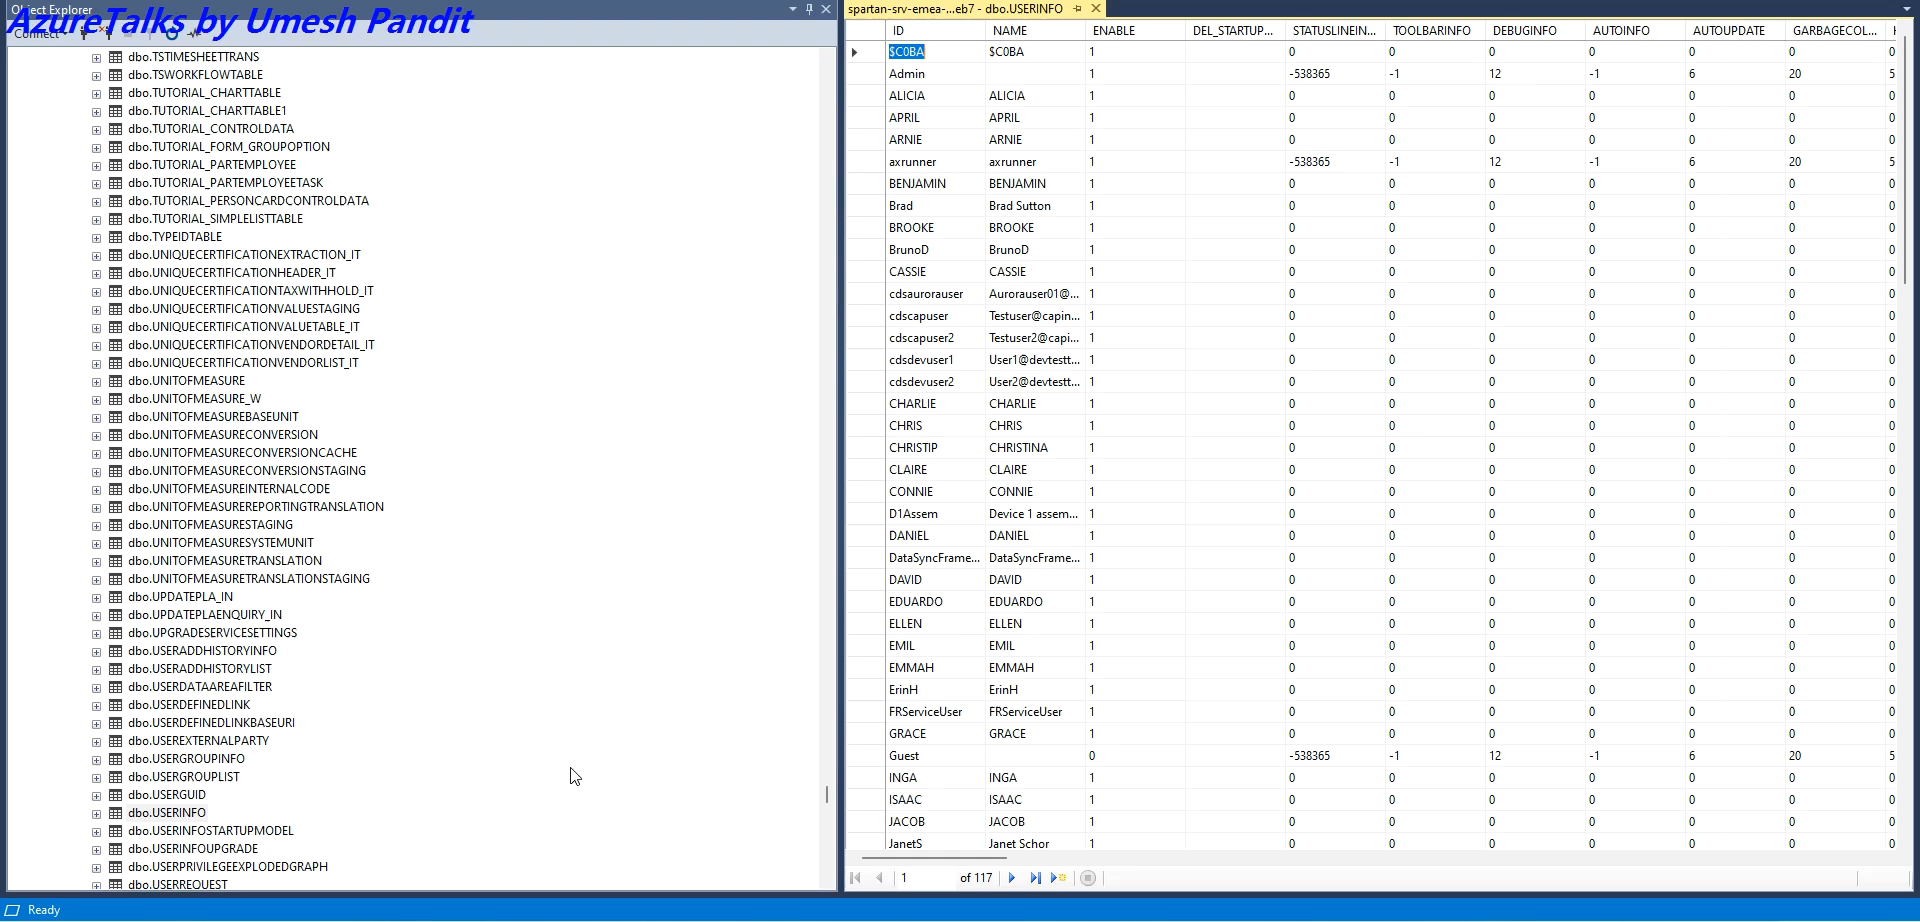 Object Explorer
AzureTalks by Umesh Pandit
Connect
dbo.TSTIMESHEETTRANS
dbo.TSWORKFLOWTABLE
dbo.TUTORIAL_CHARTTABLE
dbo.TUTORIAL_CHARTTABLE1
dbo.TUTORIAL_CONTROLDATA
dbo.TUTORIAL_FORM_GROUPOPTION
dbo.TUTORIAL_PARTEMPLOYEE
dbo.TUTORIAL_PARTEMPLOYEETASK
dbo.TUTORIAL_PERSONCARDCONTROLDATA
dbo.TUTORIAL_SIMPLELISTTABLE
dbo.TYPEIDTABLE
dbo.UNIQUECERTIFICATIONEXTRACTION_IT
dbo.UNIQUECERTIFICATIONHEADER_IT
dbo.UNIQUECERTIFICATIONTAXWITHHOLD_IT
dbo.UNIQUECERTIFICATIONVALUESTAGING
dbo.UNIQUECERTIFICATIONVALUETABLE_IT
dbo.UNIQUECERTIFICATIONVENDORDETAIL_IT
dbo.UNIQUECERTIFICATIONVENDORLIST_IT
dbo.UNITOFMEASURE
dbo.UNITOFMEASURE_W
dbo.UNITOFMEASUREBASEUNIT
dbo.UNITOFMEASURECONVERSION
dbo.UNITOFMEASURECONVERSIONCACHE
dbo.UNITOFMEASURECONVERSIONSTAGING
dbo.UNITOFMEASUREINTERNALCODE
dbo.UNITOFMEASUREREPORTINGTRANSLATION
dbo.UNITOFMEASURESTAGING
dbo.UNITOFMEASURESYSTEMUNIT
dbo.UNITOFMEASURETRANSLATION
dbo.UNITOFMEASURETRANSLATIONSTAGING
dbo.UPDATEPLA_IN
dbo.UPDATEPLAENQUIRY_IN
dbo.UPGRADESERVICESETTINGS
dbo.USERADDHISTORYINFO
dbo.USERADDHISTORYLIST
dbo.USERDATAAREAFILTER
dbo.USERDEFINEDLINK
dbo.USERDEFINEDLINKBASEURI
dbo.USEREXTERNALPARTY
dbo.USERGROUPINFO
dbo.USERGROUPLIST
dbo.USERGUID
dbo.USERINFO
dbo.USERINFOSTARTUPMODEL
dbo.USERINFOUPGRADE
dbo.USERPRIVILEGEEXPLODEDGRAPH
dbo.USERREQUEST
spartan-srv-emea-...eb7 - dbo.USERINFO
ID NAME ENABLE DEL_STARTUP... STATUSLINEIN... TOOLBARINFO DEBUGINFO AUTOINFO AUTOUPDATE GARBAGECOL...
$C0BA $C0BA 1 0 0 0 0 0 0 0
Admin 1 -538365 -1 12 -1 6 20 5
ALICIA ALICIA 1 0 0 0 0 0 0 0
APRIL APRIL 1 0 0 0 0 0 0 0
ARNIE ARNIE 1 0 0 0 0 0 0 0
axrunner axrunner 1 -538365 -1 12 -1 6 20 5
BENJAMIN BENJAMIN 1 0 0 0 0 0 0 0
Brad Brad Sutton 1 0 0 0 0 0 0 0
BROOKE BROOKE 1 0 0 0 0 0 0 0
BrunoD BrunoD 1 0 0 0 0 0 0 0
CASSIE CASSIE 1 0 0 0 0 0 0 0
cdsaurorauser Aurorauser01@... 1 0 0 0 0 0 0 0
cdscapuser Testuser@capin... 1 0 0 0 0 0 0 0
cdscapuser2 Testuser2@capi... 1 0 0 0 0 0 0 0
cdsdevuser1 User1@devtestt... 1 0 0 0 0 0 0 0
cdsdevuser2 User2@devtestt... 1 0 0 0 0 0 0 0
CHARLIE CHARLIE 1 0 0 0 0 0 0 0
CHRIS CHRIS 1 0 0 0 0 0 0 0
CHRISTIP CHRISTINA 1 0 0 0 0 0 0 0
CLAIRE CLAIRE 1 0 0 0 0 0 0 0
CONNIE CONNIE 1 0 0 0 0 0 0 0
D1Assem Device 1 assem... 1 0 0 0 0 0 0 0
DANIEL DANIEL 1 0 0 0 0 0 0 0
DataSyncFrame... DataSyncFrame... 1 0 0 0 0 0 0 0
DAVID DAVID 1 0 0 0 0 0 0 0
EDUARDO EDUARDO 1 0 0 0 0 0 0 0
ELLEN ELLEN 1 0 0 0 0 0 0 0
EMIL EMIL 1 0 0 0 0 0 0 0
EMMAH EMMAH 1 0 0 0 0 0 0 0
ErinH ErinH 1 0 0 0 0 0 0 0
FRServiceUser FRServiceUser 1 0 0 0 0 0 0 0
GRACE GRACE 1 0 0 0 0 0 0 0
Guest 0 -538365 -1 12 -1 6 20 5
INGA INGA 1 0 0 0 0 0 0 0
ISAAC ISAAC 1 0 0 0 0 0 0 0
JACOB JACOB 1 0 0 0 0 0 0 0
JanetS Janet Schor 1 0 0 0 0 0 0 0
1 of 117
Ready